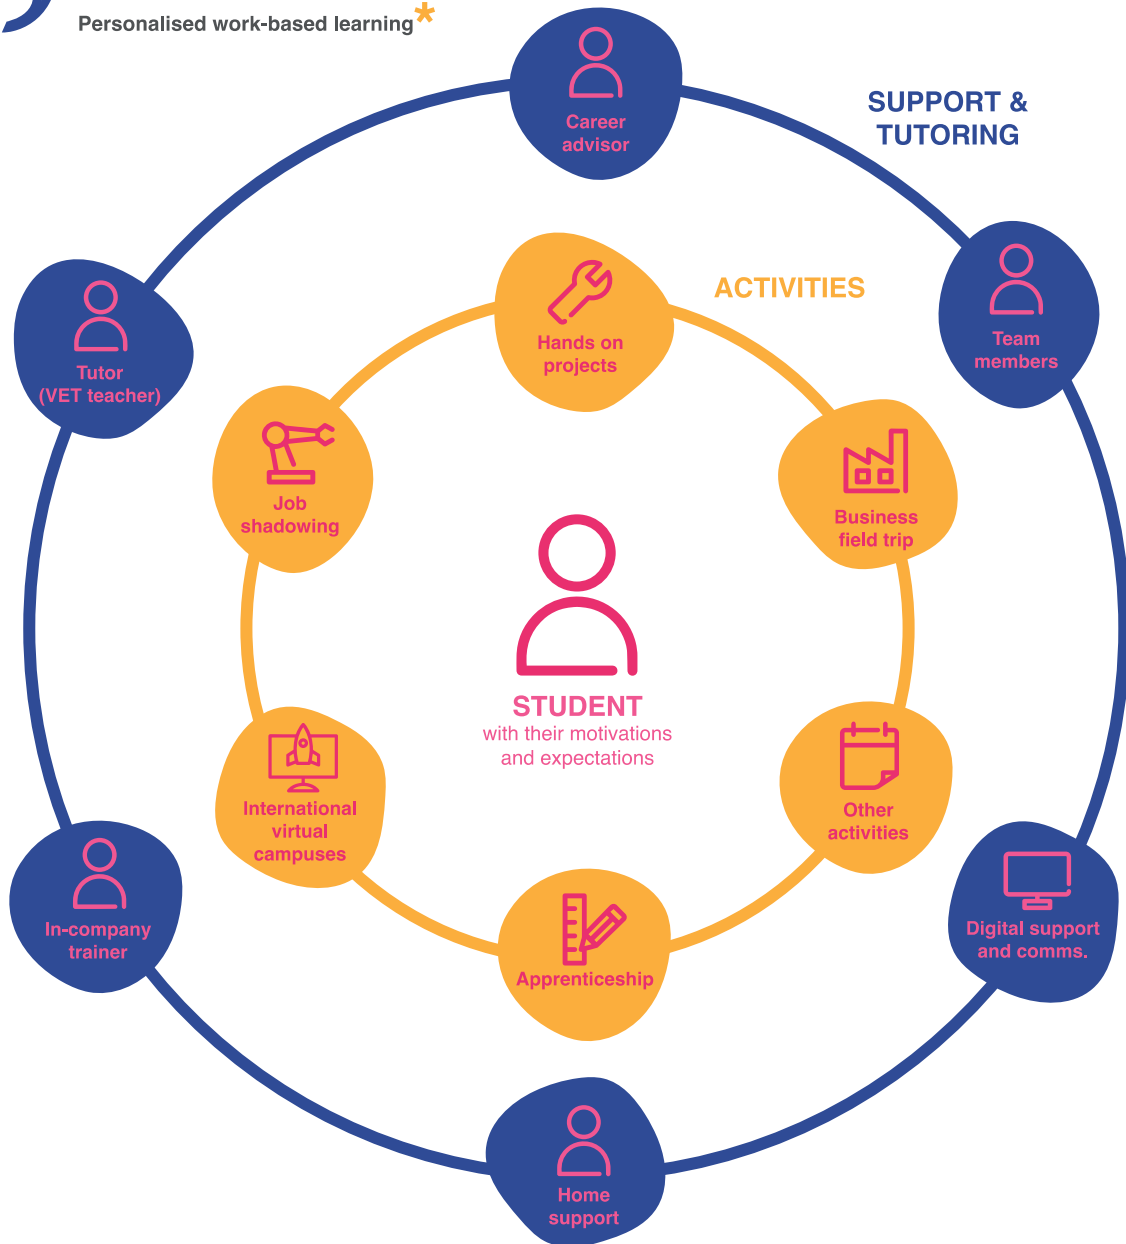 Personalised work-based learning*
Career
advisor
SUPPORT &
TUTORING
Team
members
ACTIVITIES
Hands on
projects
Tutor
(VET teacher)
Job
shadowing
Business
field trip
STUDENT
with their motivations
and expectations
International
virtual
campuses
Other
activities
In-company
trainer
Digital support
and comms.
Apprenticeship
Home
support